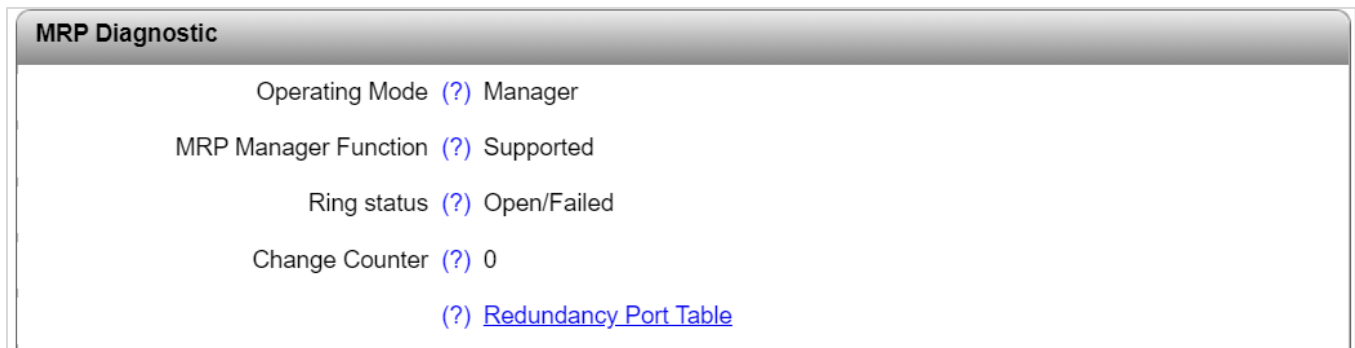 MRP Diagnostic
Operating Mode (?) Manager
MRP Manager Function (?) Supported
Ring status (?) Open/Failed
Change Counter (?) 0
(?) Redundancy Port Table